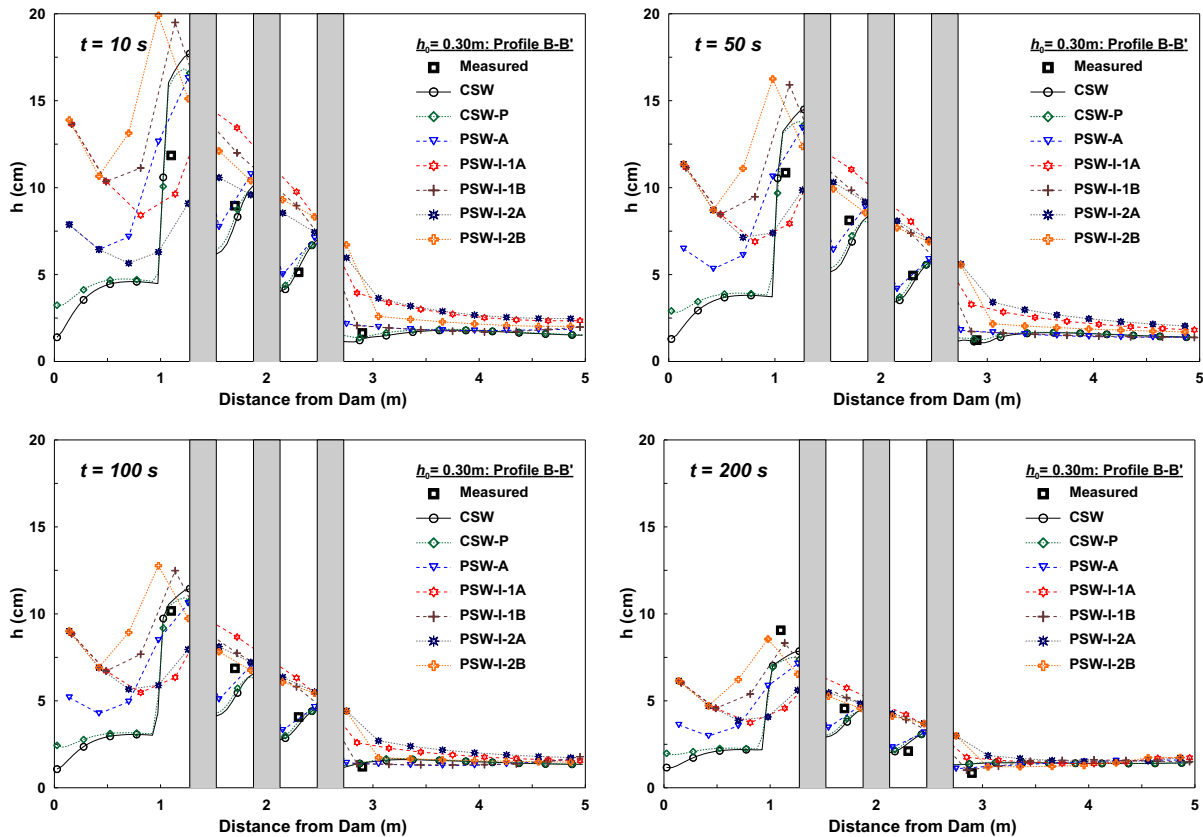 20
15
10
5
0
h (cm)
t = 10 s
h₀= 0.30m: Profile B-B'
Measured
CSW
CSW-P
PSW-A
PSW-I-1A
PSW-I-1B
PSW-I-2A
PSW-I-2B
0 1 2 3 4 5
Distance from Dam (m)
20
15
10
5
0
h (cm)
t = 50 s
h₀= 0.30m: Profile B-B'
Measured
CSW
CSW-P
PSW-A
PSW-I-1A
PSW-I-1B
PSW-I-2A
PSW-I-2B
0 1 2 3 4 5
Distance from Dam (m)
20
15
10
5
0
h (cm)
t = 100 s
h₀= 0.30m: Profile B-B'
Measured
CSW
CSW-P
PSW-A
PSW-I-1A
PSW-I-1B
PSW-I-2A
PSW-I-2B
0 1 2 3 4 5
Distance from Dam (m)
20
15
10
5
0
h (cm)
t = 200 s
h₀= 0.30m: Profile B-B'
Measured
CSW
CSW-P
PSW-A
PSW-I-1A
PSW-I-1B
PSW-I-2A
PSW-I-2B
0 1 2 3 4 5
Distance from Dam (m)